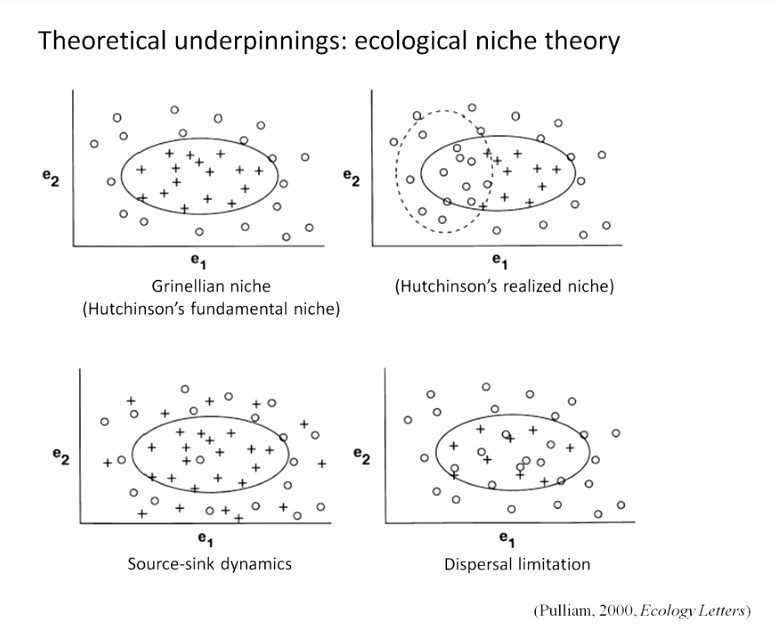 Theoretical underpinnings: ecological niche theory
e2
e1
Grinellian niche
(Hutchinson's fundamental niche)
e2
e1
(Hutchinson's realized niche)
e2
e1
Source-sink dynamics
e2
e1
Dispersal limitation
(Pulliam, 2000, Ecology Letters)